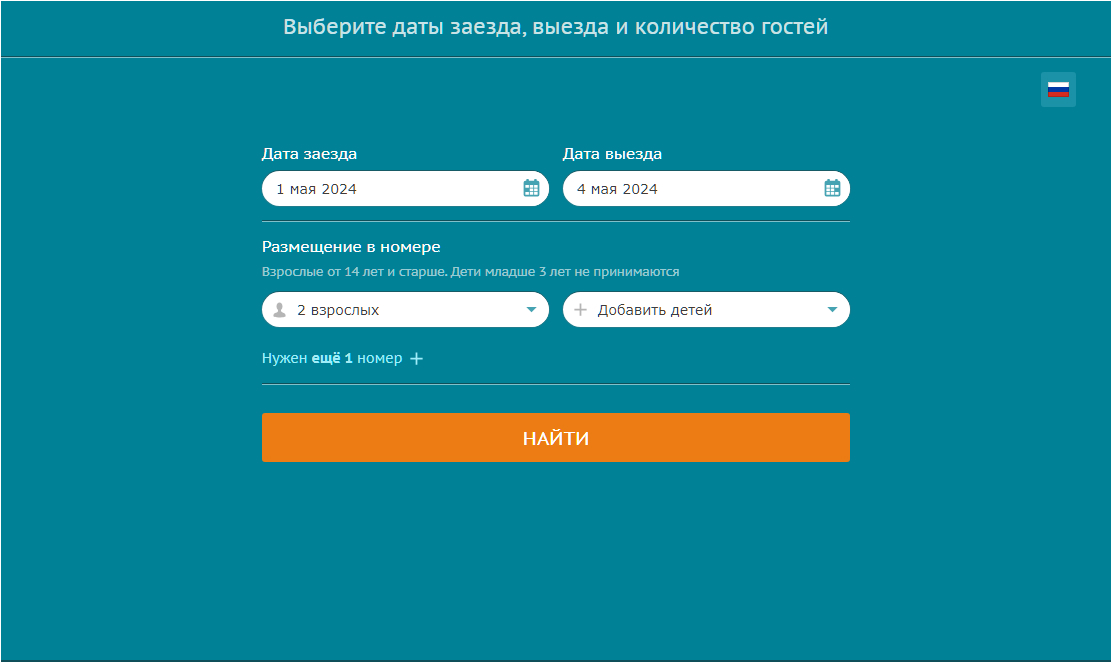 Выберите даты заезда, выезда и количество гостей
Дата заезда
Дата выезда
1 мая 2024
4 мая 2024
Размещение в номере
Взрослые от 14 лет и старше. Дети младше 3 лет не принимаются
2 взрослых
Добавить детей
Нужен ещё 1 номер
НАЙТИ